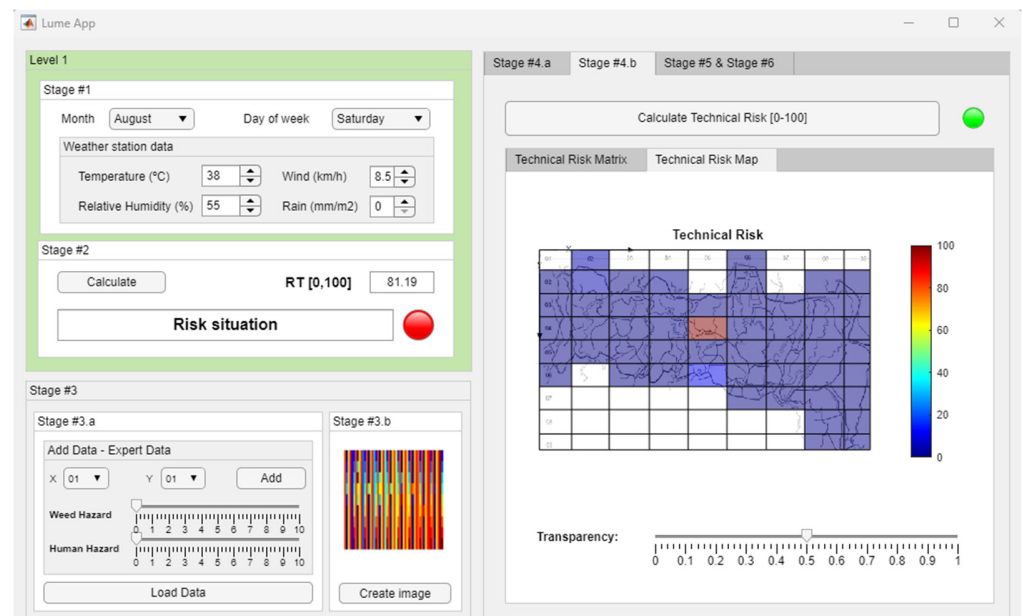 Lume App
Level 1
Stage #1
Month August Day of week Saturday
Weather station data
Temperature (ºC) 38 Wind (km/h) 8.5
Relative Humidity (%) 55 Rain (mm/m2) 0
Stage #2
Calculate RT [0,100] 81.19
Risk situation
Stage #3
Stage #3.a
Add Data - Expert Data
X 01 Y 01 Add
Weed Hazard
0 1 2 3 4 5 6 7 8 9 10
Human Hazard
0 1 2 3 4 5 6 7 8 9 10
Load Data
Stage #3.b
Create image
Stage #4.a Stage #4.b Stage #5 & Stage #6
Calculate Technical Risk [0-100]
Technical Risk Matrix Technical Risk Map
Technical Risk
100
80
60
40
20
0
Transparency:
0 0.1 0.2 0.3 0.4 0.5 0.6 0.7 0.8 0.9 1